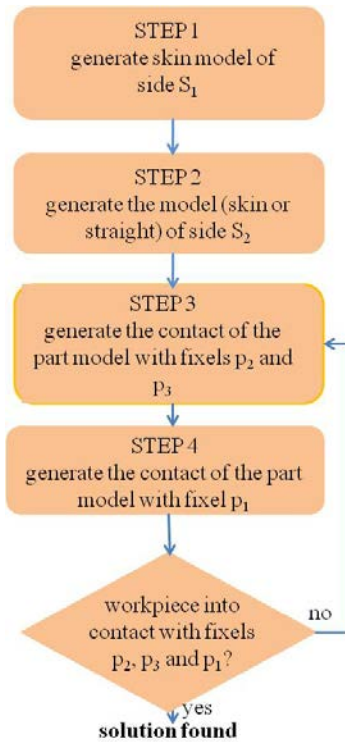 STEP 1
generate skin model of
side S₁
STEP 2
generate the model (skin or
straight) of side S₂
STEP 3
generate the contact of the
part model with fixels p₂ and
p₃
STEP 4
generate the contact of the part
model with fixel p₁
workpiece into
contact with fixels
p₂, p₃ and p₁?
no
yes
solution found